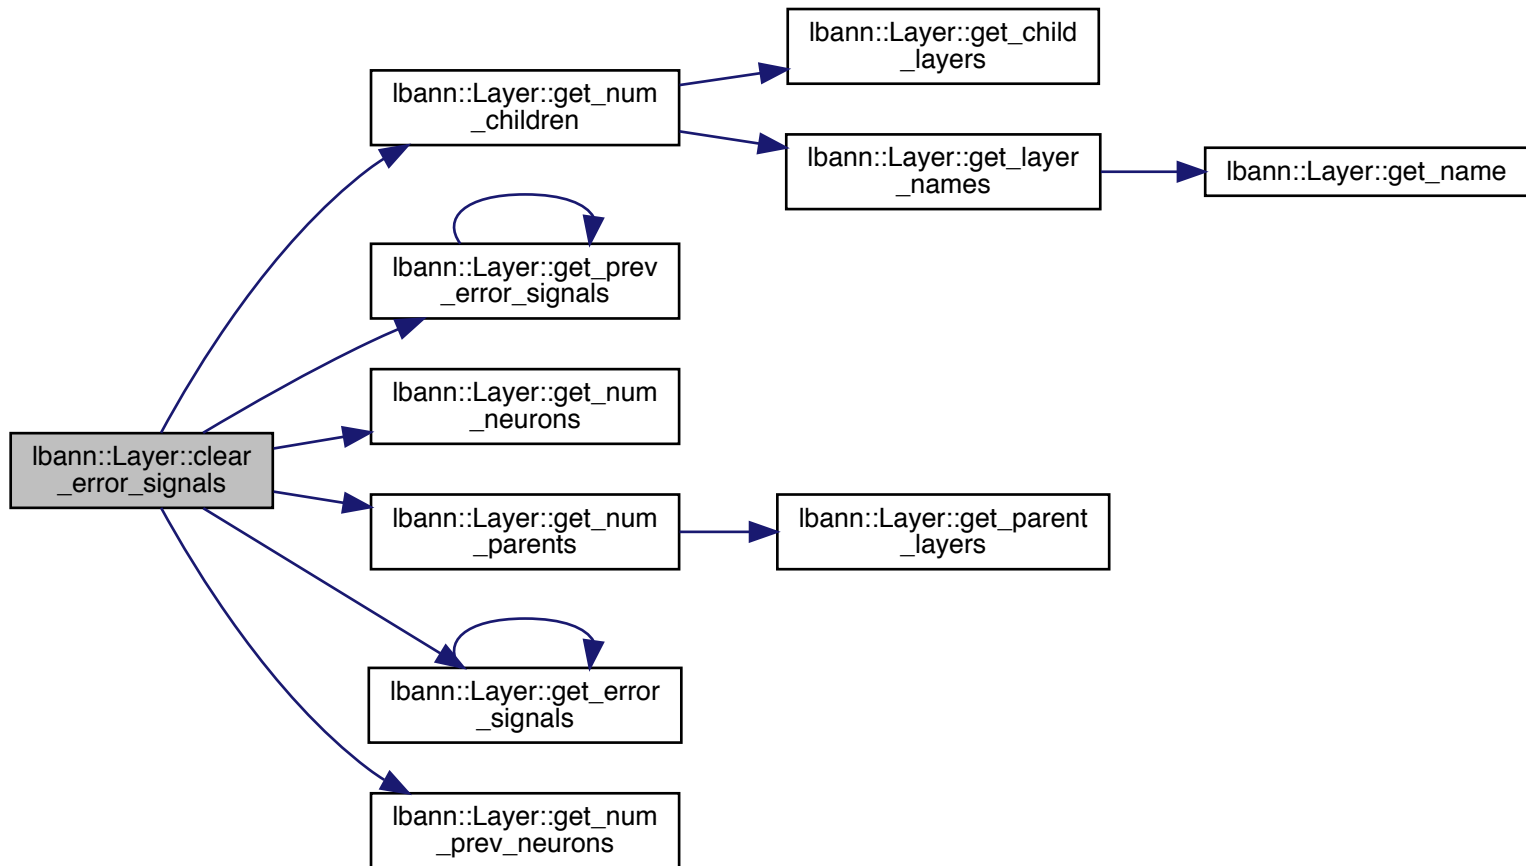 lbann::Layer::get_child
_layers
lbann::Layer::get_num
_children
lbann::Layer::get_layer
_names
lbann::Layer::get_name
lbann::Layer::get_prev
_error_signals
lbann::Layer::get_num
_neurons
lbann::Layer::clear
_error_signals
lbann::Layer::get_num
_parents
lbann::Layer::get_parent
_layers
lbann::Layer::get_error
_signals
lbann::Layer::get_num
_prev_neurons